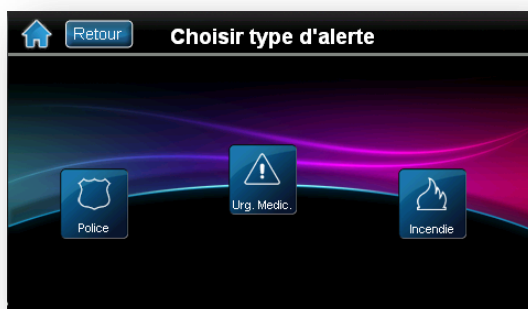 Retour
Choisir type d'alerte
Police
Urg. Medic.
Incendie